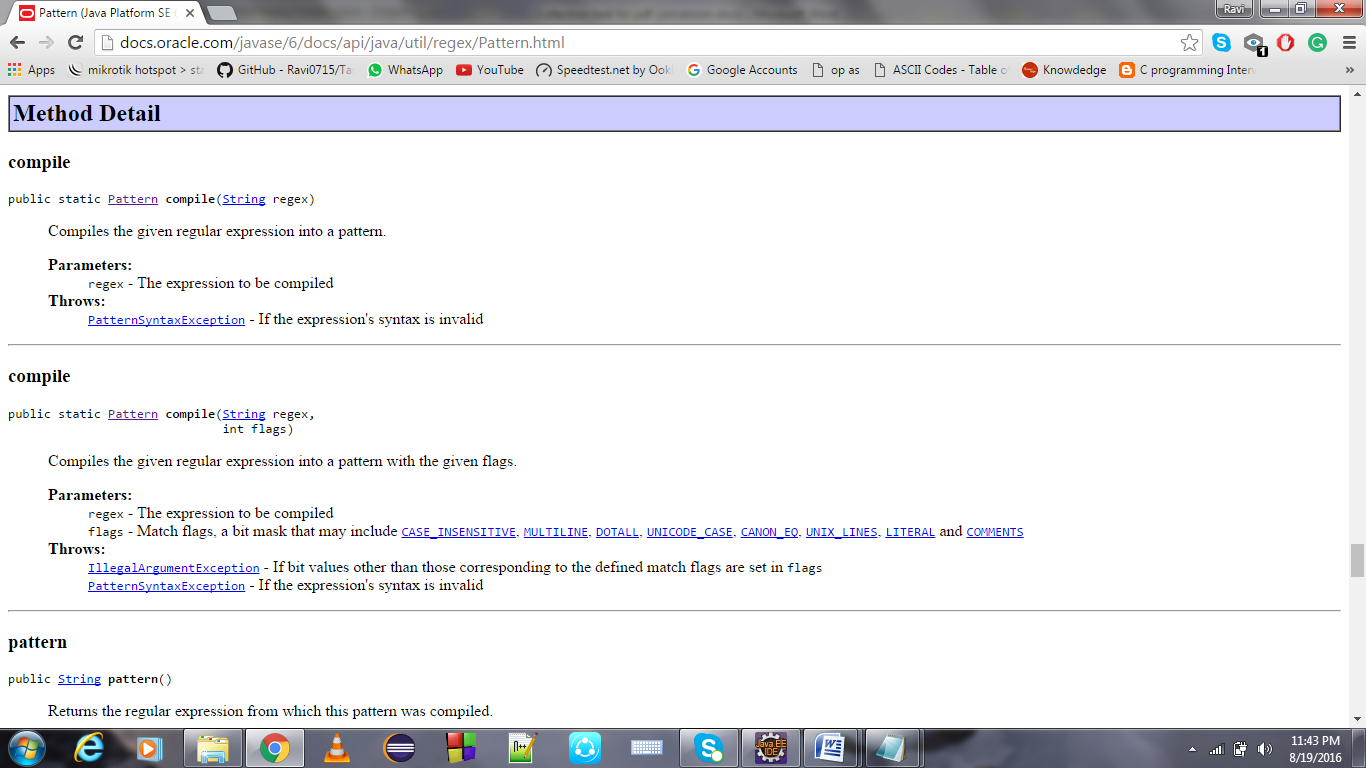 Pattern (Java Platform SE
Ravi
docs.oracle.com/javase/6/docs/api/java/util/regex/Pattern.html
1
Apps
mikrotik hotspot > sta
GitHub - Ravi0715/Ta
WhatsApp
YouTube
Speedtest.net by Ook
Google Accounts
op as
ASCII Codes - Table o
Knowdedge
C programming Inter
»
Method Detail
compile
public static Pattern compile(String regex)
Compiles the given regular expression into a pattern.
Parameters:
regex - The expression to be compiled
Throws:
PatternSyntaxException - If the expression's syntax is invalid
compile
public static Pattern compile(String regex,
int flags)
Compiles the given regular expression into a pattern with the given flags.
Parameters:
regex - The expression to be compiled
flags - Match flags, a bit mask that may include CASE_INSENSITIVE, MULTILINE, DOTALL, UNICODE_CASE, CANON_EQ, UNIX_LINES, LITERAL and COMMENTS
Throws:
IllegalArgumentException - If bit values other than those corresponding to the defined match flags are set in flags
PatternSyntaxException - If the expression's syntax is invalid
pattern
public String pattern()
Returns the regular expression from which this pattern was compiled.
Java EE
IDE
11:43 PM
8/19/2016